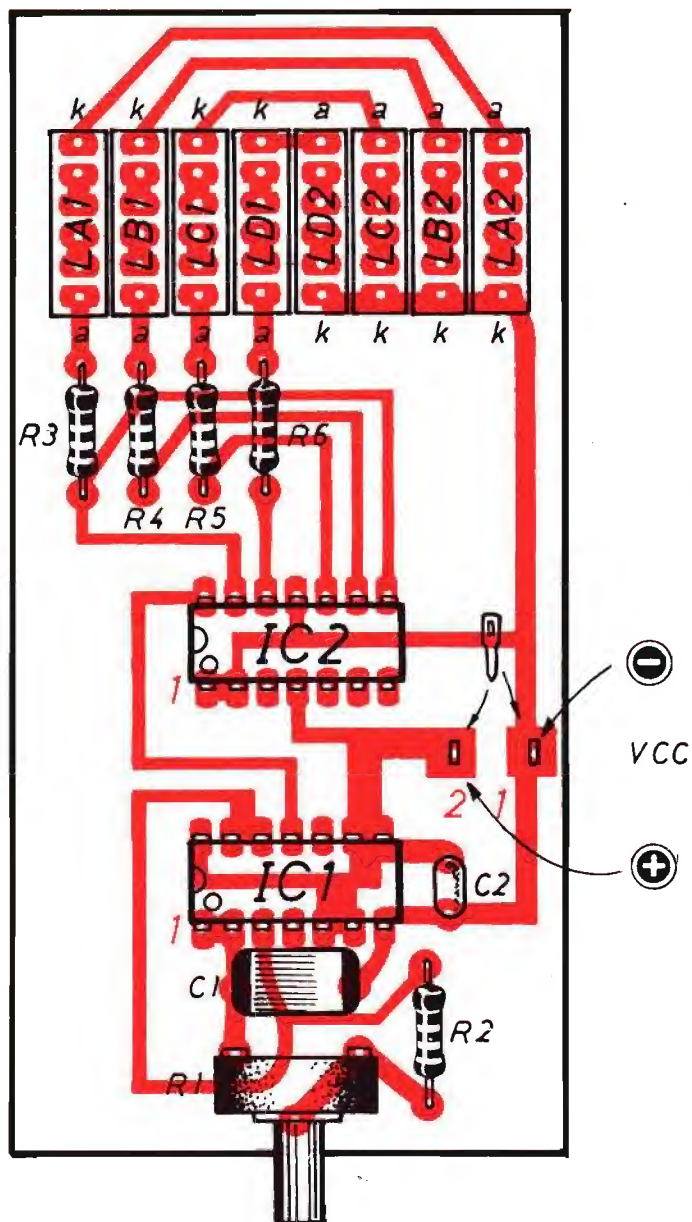 k k k k a a a a
LA1 LB1 LC1 LD1 LD2 LC2 LB2 LA2
a a a a k k k k
R3 R6
R4 R5
IC2
1
−
VCC
2 1
+
IC1
C2
1
C1
R2
R1